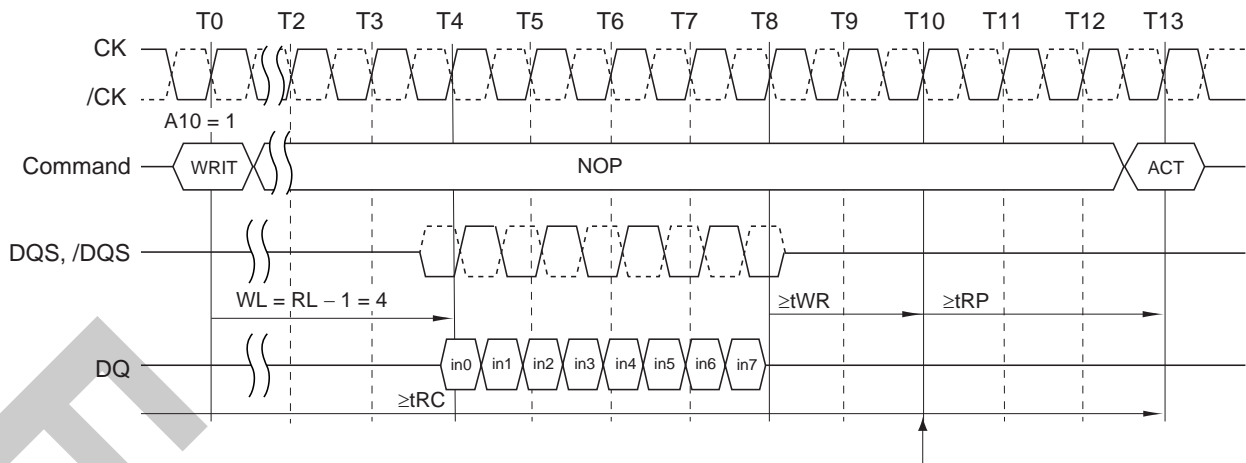 T0 T2 T3 T4 T5 T6 T7 T8 T9 T10 T11 T12 T13
CK
/CK
A10 = 1
Command WRIT NOP ACT
DQS, /DQS
WL = RL − 1 = 4 ≥tWR ≥tRP
DQ in0 in1 in2 in3 in4 in5 in6 in7
≥tRC